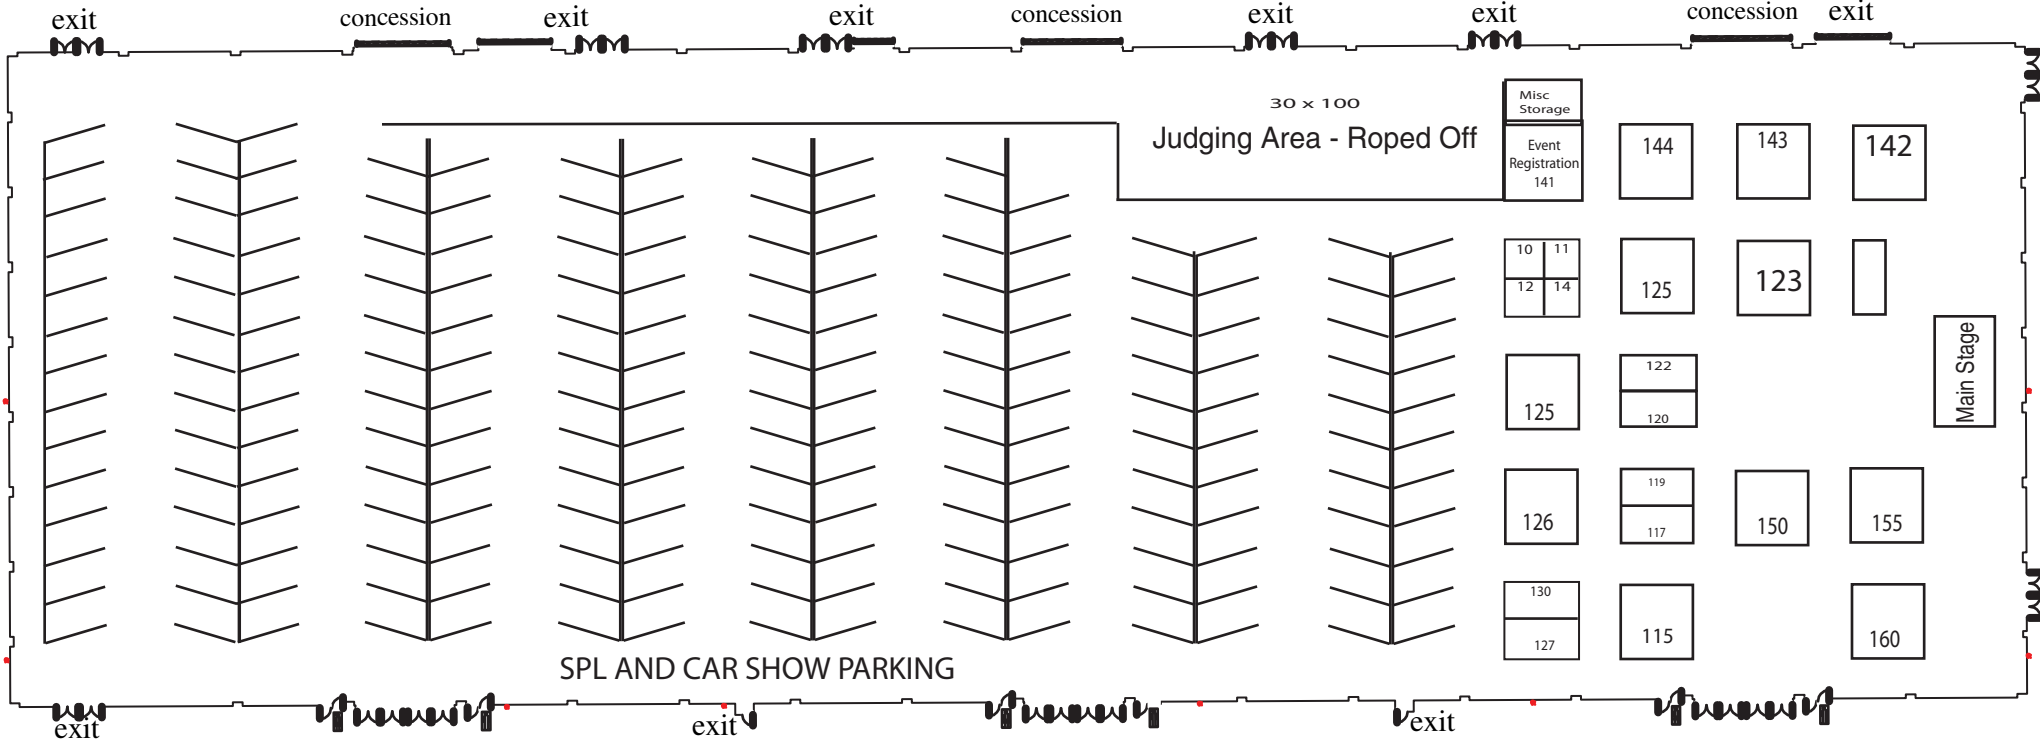 exit
concession
exit
exit
concession
exit
exit
concession
exit
30 x 100
Judging Area - Roped Off
Misc
Storage
Event
Registration
141
144
143
142
10
11
12
14
125
123
Main Stage
125
122
120
126
119
117
150
155
130
127
115
160
SPL AND CAR SHOW PARKING
exit
exit
exit